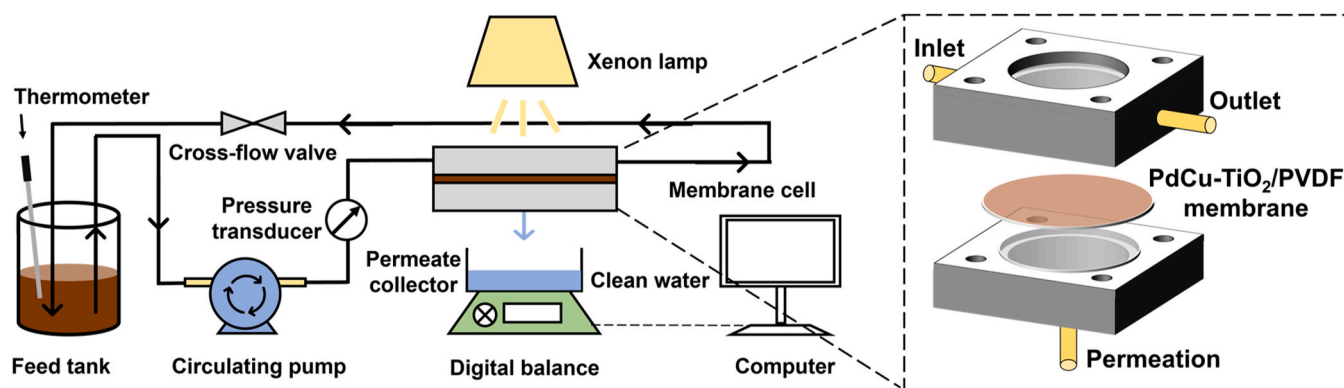 Xenon lamp
Thermometer
Cross-flow valve
Pressure
transducer
Membrane cell
Permeate
collector
Clean water
Feed tank
Circulating pump
Digital balance
Computer
Inlet
Outlet
PdCu-TiO₂/PVDF
membrane
Permeation